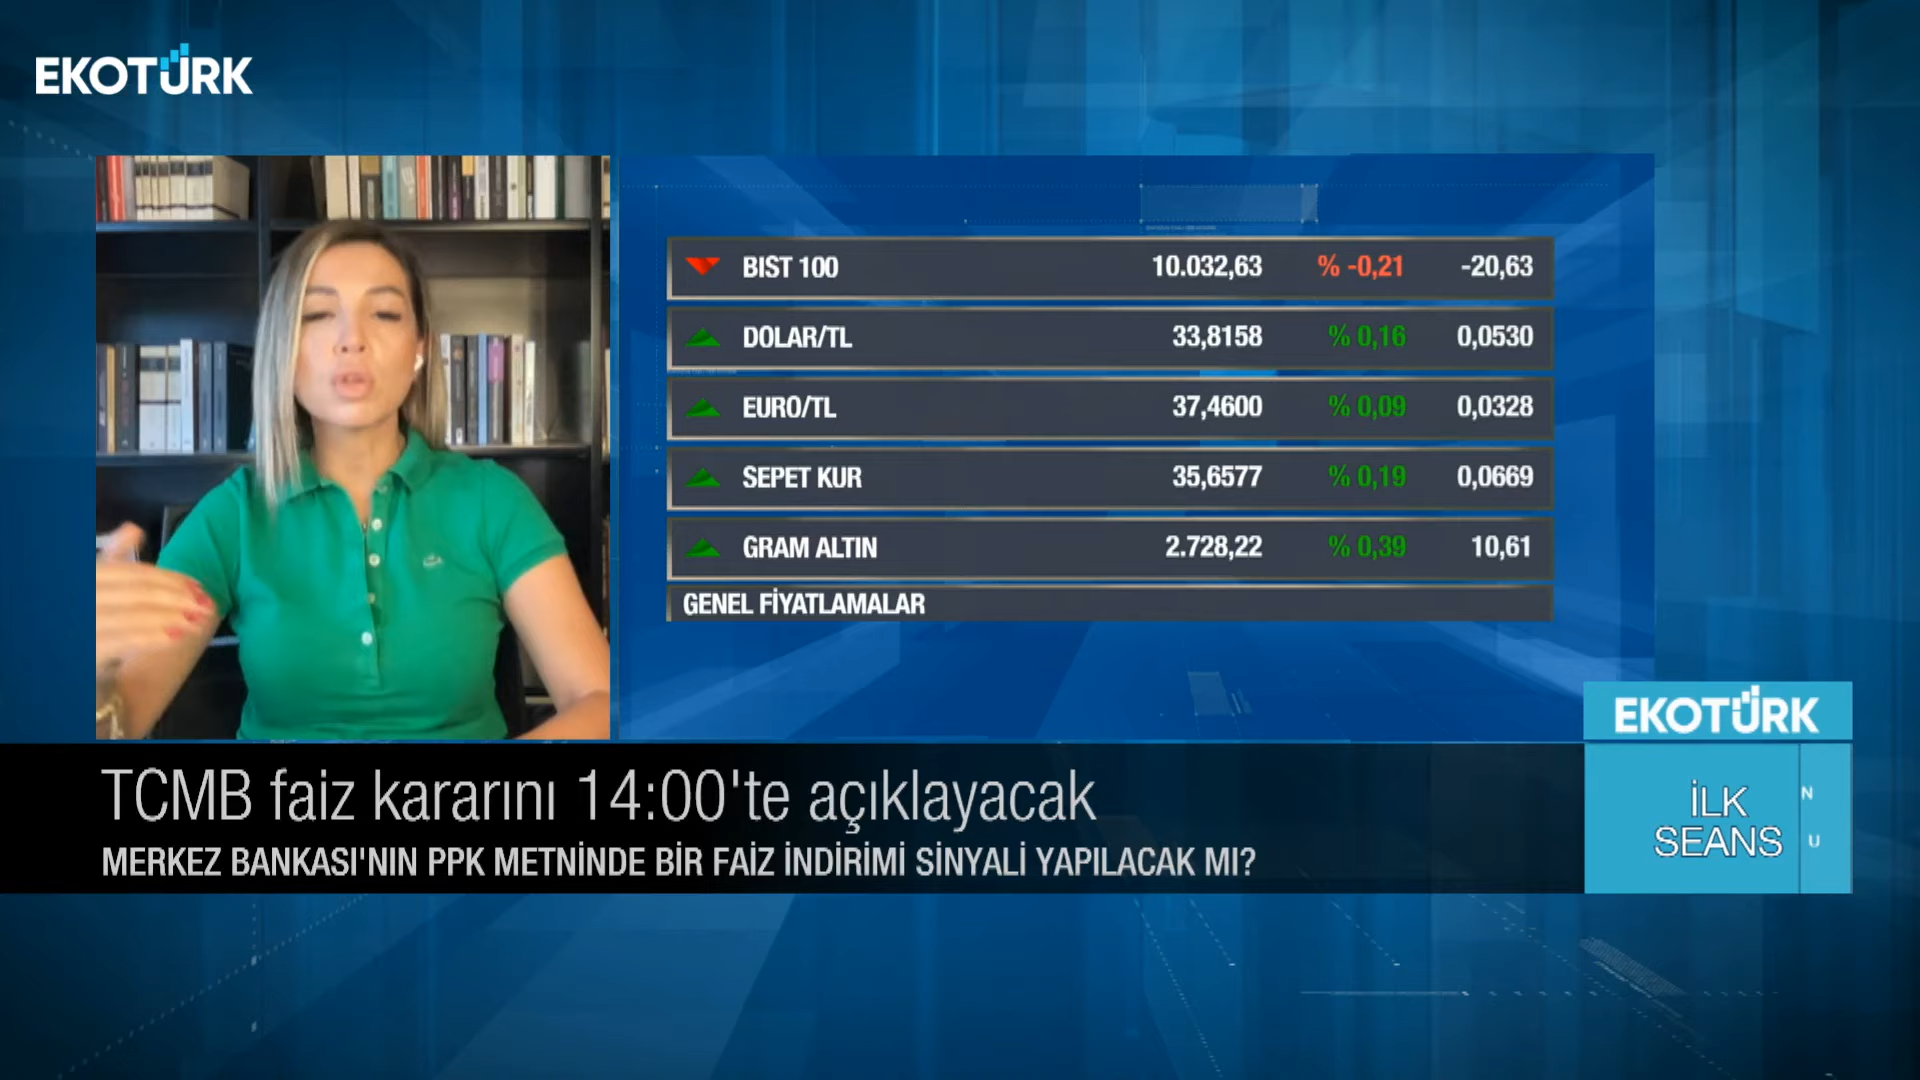 EKOTÜRK
BIST 100 10.032,63 % -0,21 -20,63
DOLAR/TL 33,8158 % 0,16 0,0530
EURO/TL 37,4600 % 0,09 0,0328
SEPET KUR 35,6577 % 0,19 0,0669
GRAM ALTIN 2.728,22 % 0,39 10,61
GENEL FİYATLAMALAR
EKOTÜRK
TCMB faiz kararını 14:00'te açıklayacak
MERKEZ BANKASI'NIN PPK METNİNDE BİR FAİZ İNDİRİMİ SİNYALİ YAPILACAK MI?
İLK
SEANS
N
U